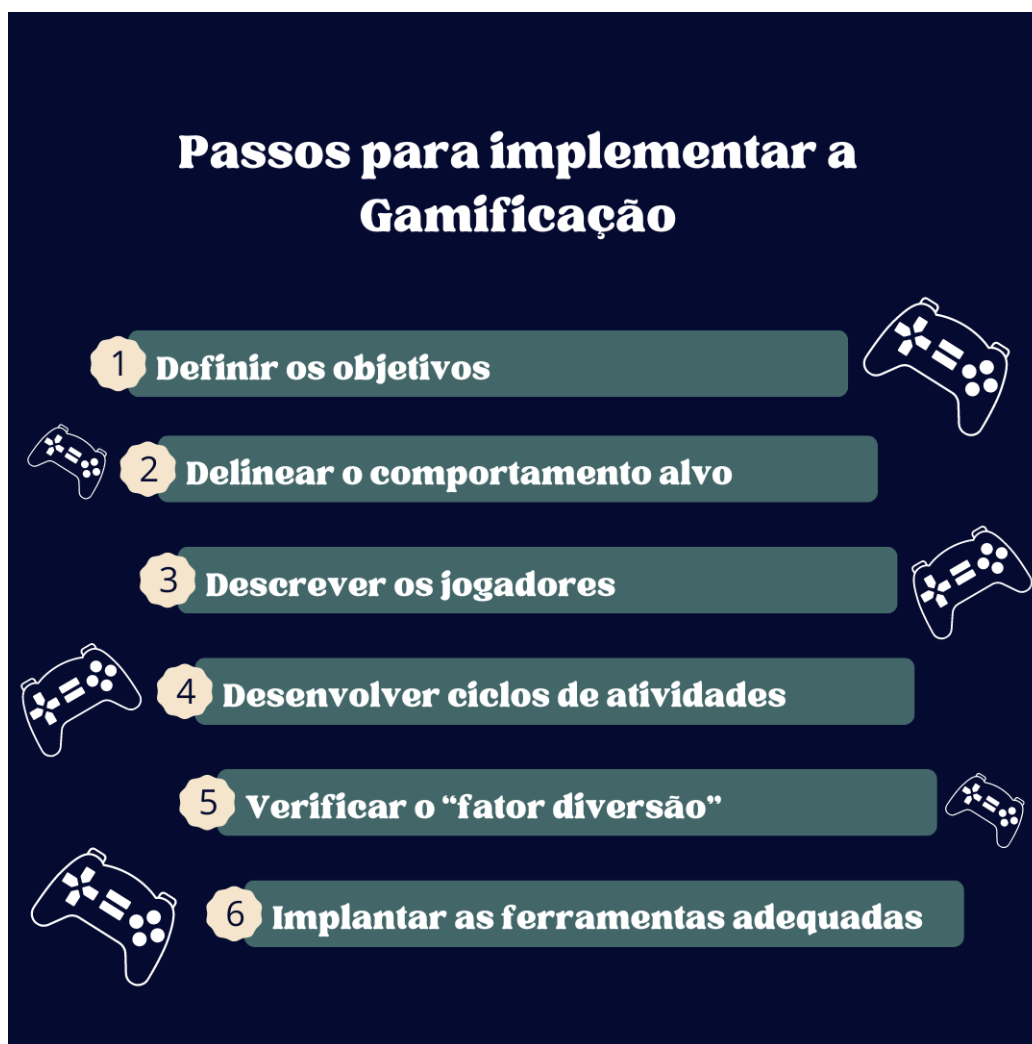 Passos para implementar a
Gamificação
1 Definir os objetivos
2 Delinear o comportamento alvo
3 Descrever os jogadores
4 Desenvolver ciclos de atividades
5 Verificar o “fator diversão”
6 Implantar as ferramentas adequadas